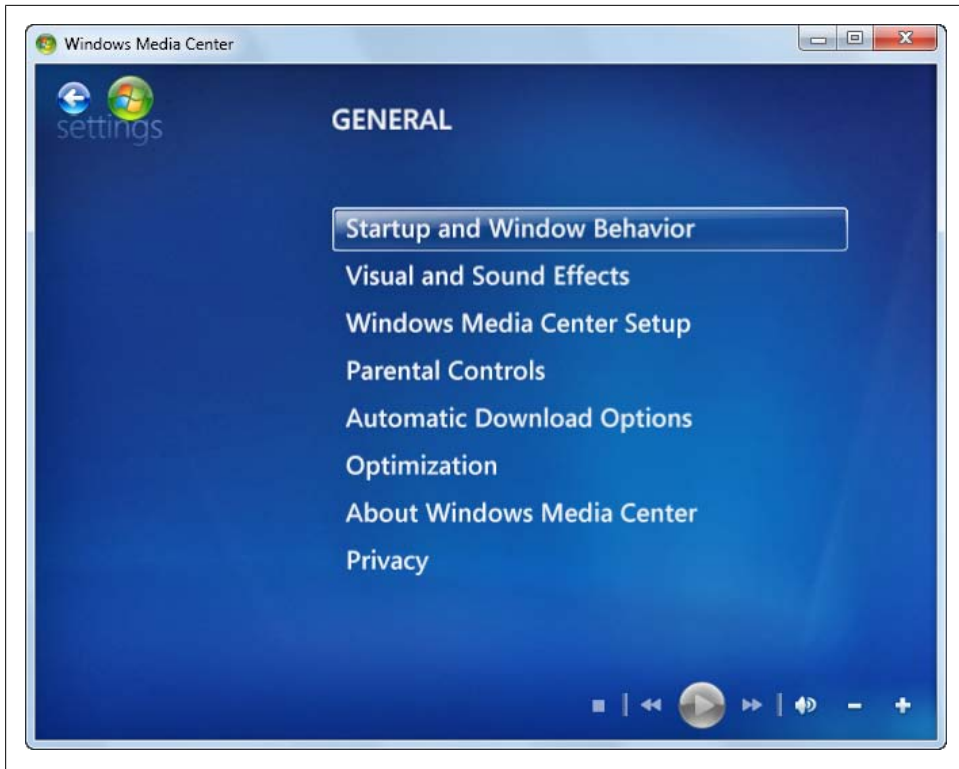 Windows Media Center
settings
GENERAL
Startup and Window Behavior
Visual and Sound Effects
Windows Media Center Setup
Parental Controls
Automatic Download Options
Optimization
About Windows Media Center
Privacy